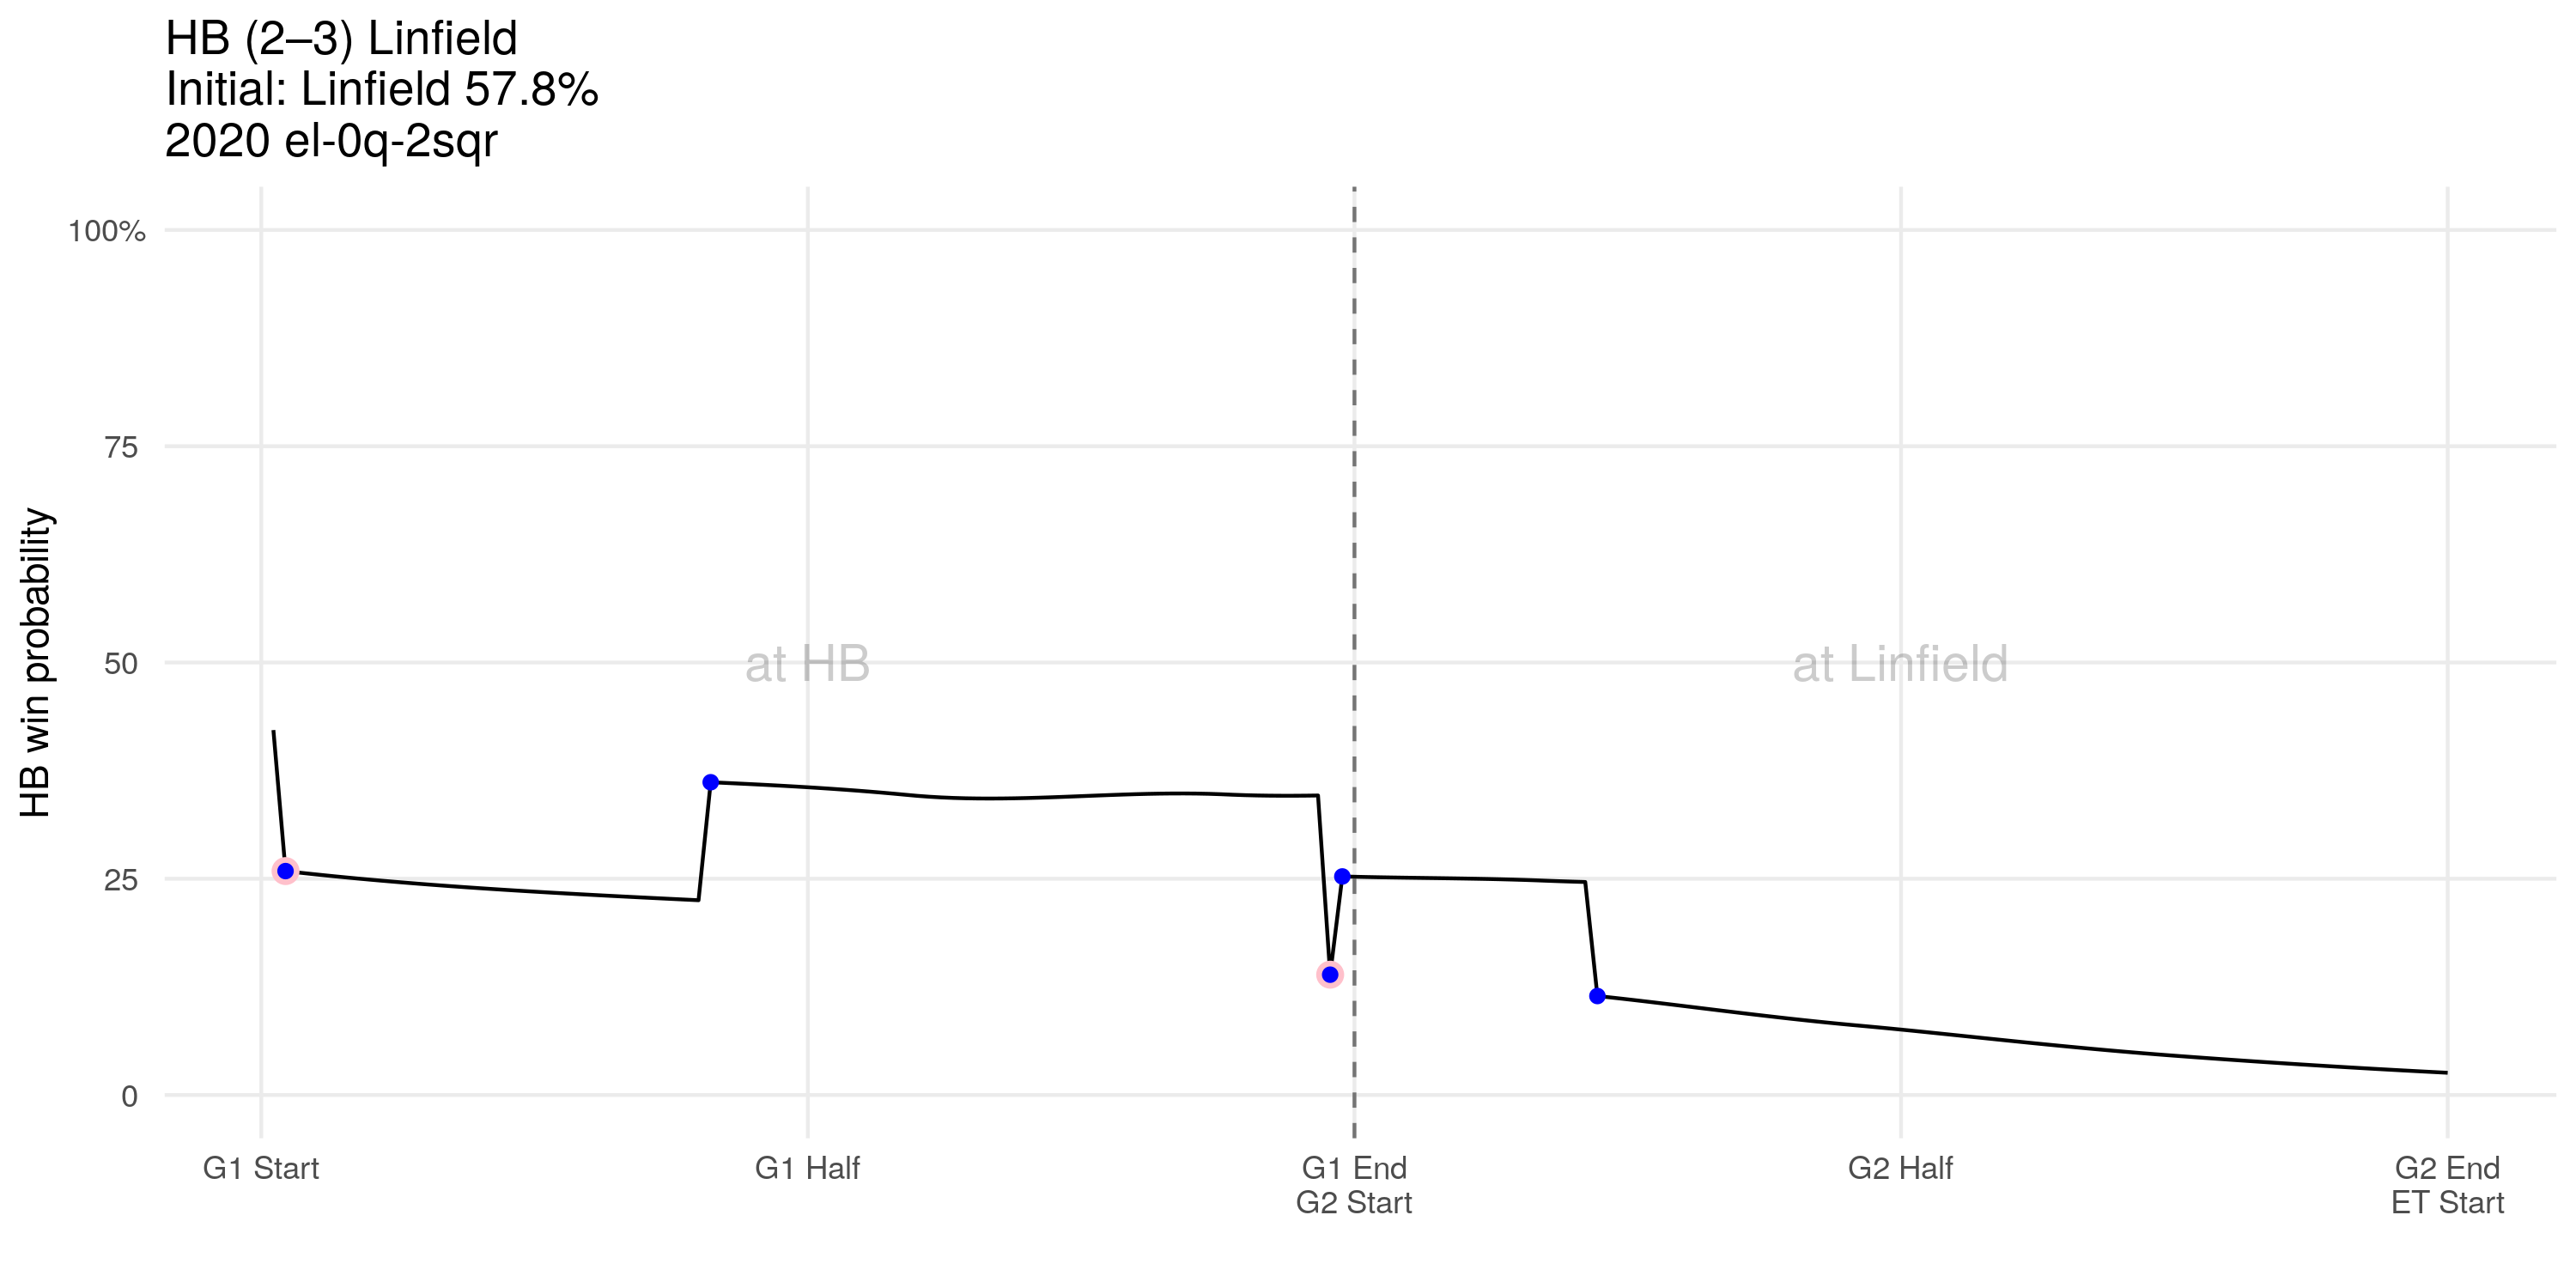 HB (2–3) Linfield
Initial: Linfield 57.8%
2020 el-0q-2sqr
HB win probability
100%
75
50
25
0
at HB
at Linfield
G1 Start
G1 Half
G1 End
G2 Start
G2 Half
G2 End
ET Start